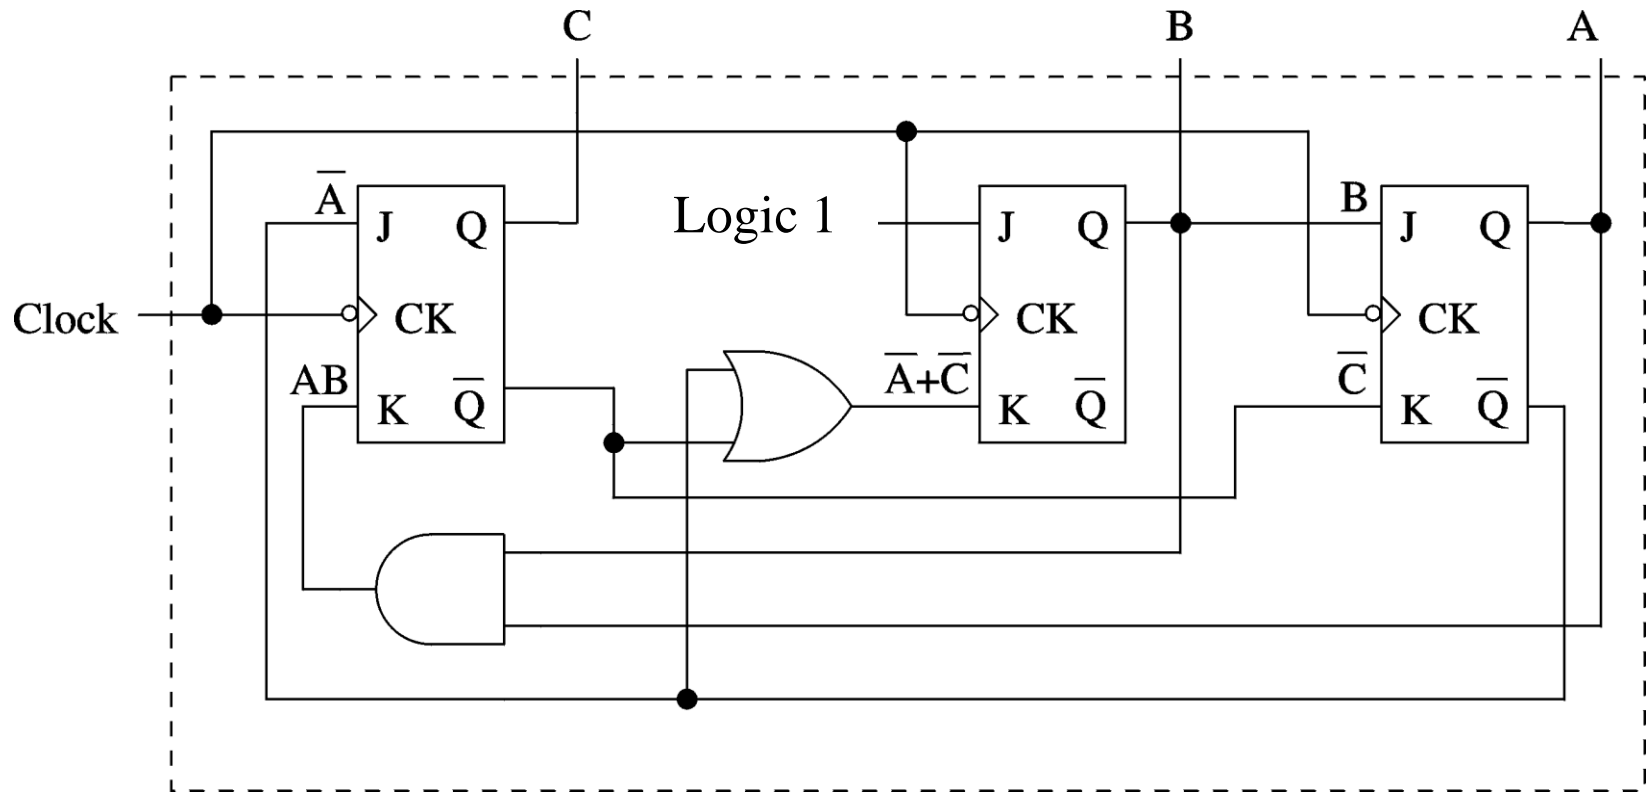 C B A
A̅ Logic 1 B
J Q J Q J Q
Clock CK CK CK
AB A̅+C̅ C̅
K Q̅ K Q̅ K Q̅